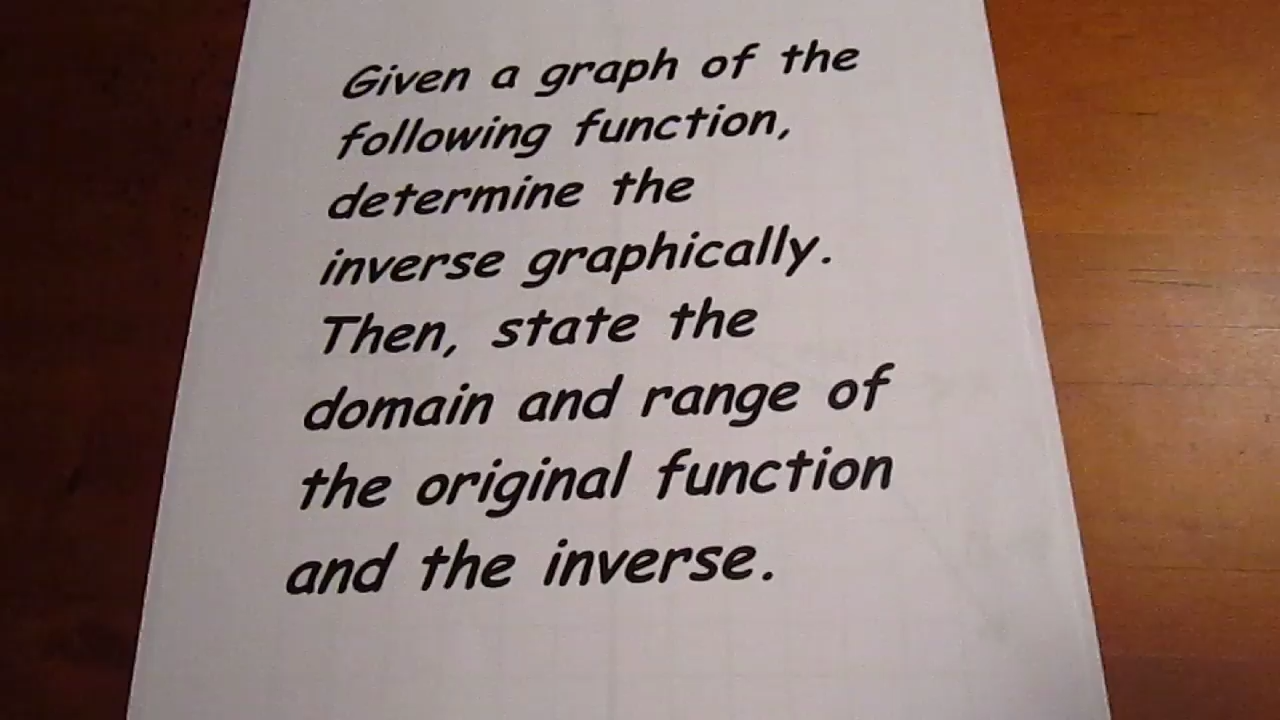 Given a graph of the
following function,
determine the
inverse graphically.
Then, state the
domain and range of
the original function
and the inverse.